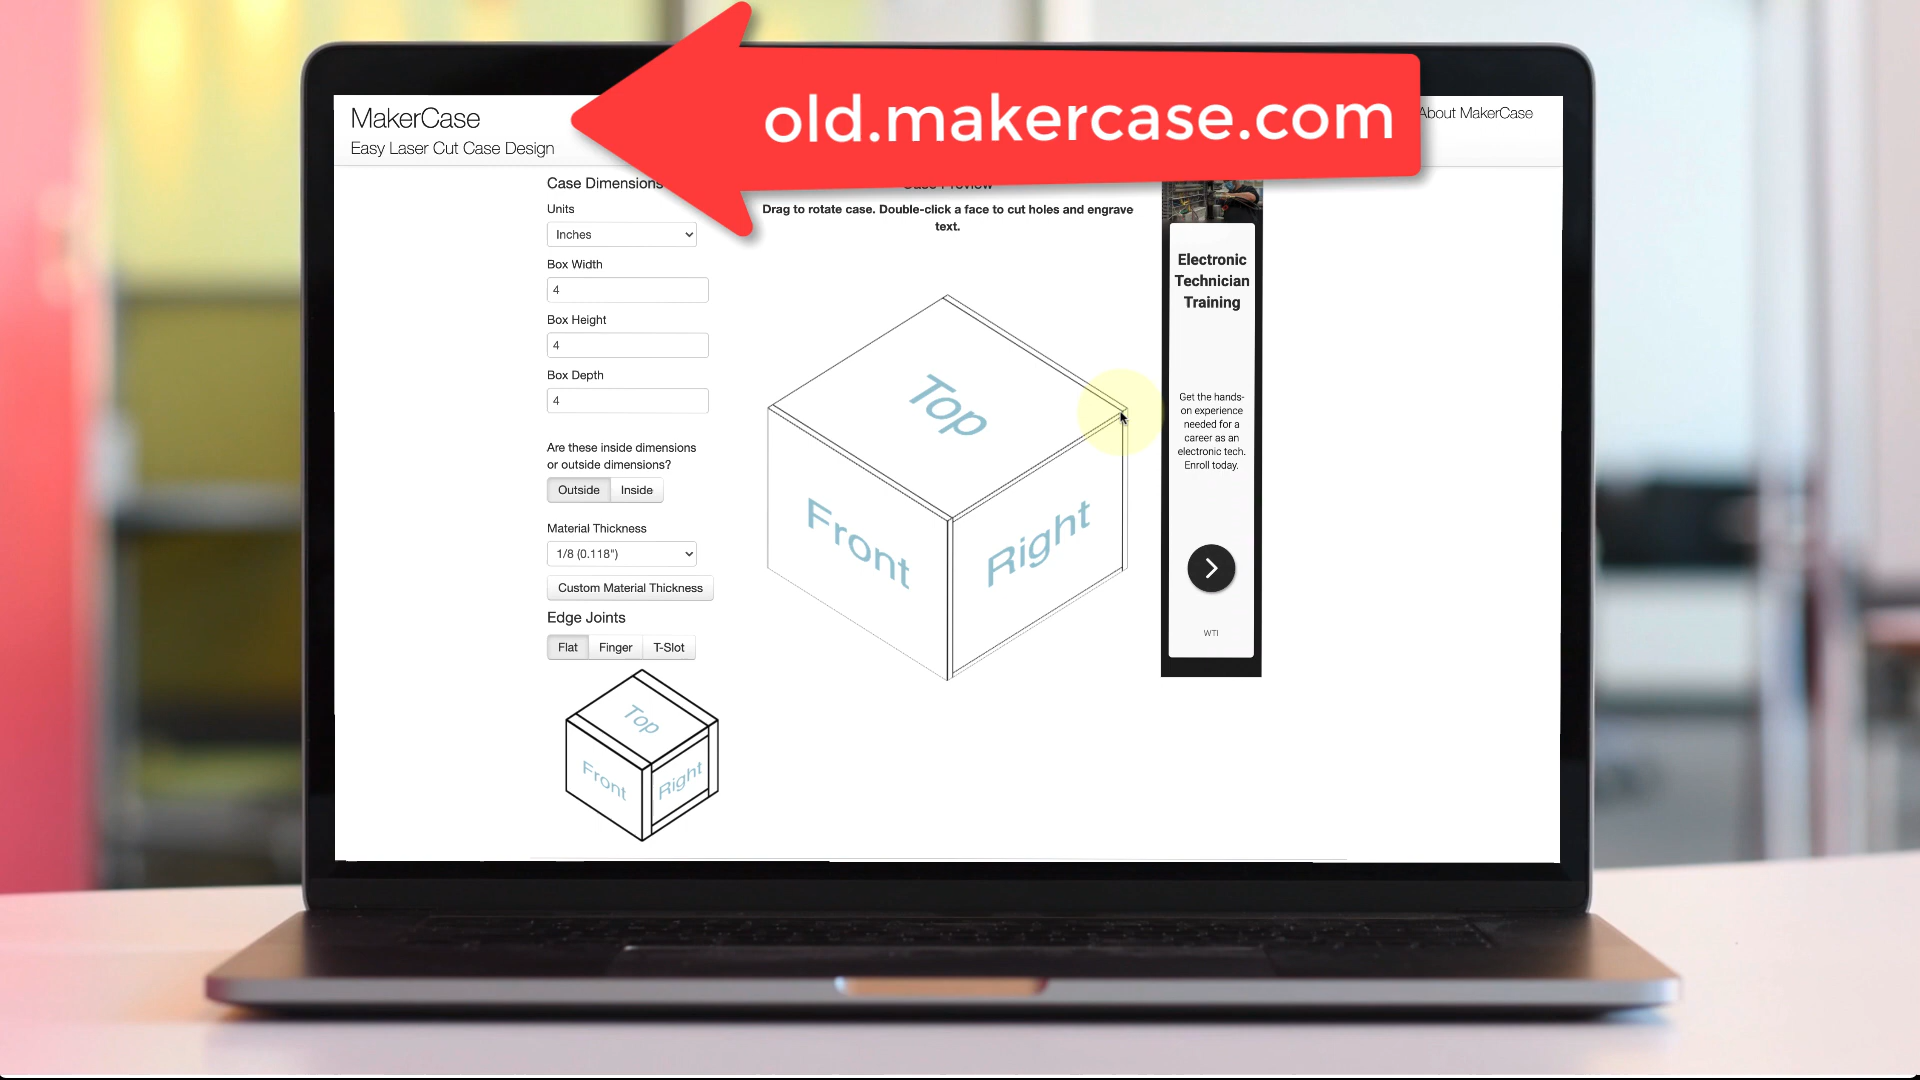 old.makercase.com
MakerCase
About MakerCase
Easy Laser Cut Case Design
Case Dimensions
Units
Inches
Box Width
4
Box Height
4
Box Depth
4
Are these inside dimensions
or outside dimensions?
Outside
Inside
Material Thickness
1/8 (0.118")
Custom Material Thickness
Edge Joints
Flat
Finger
T-Slot
Top
Front
Right
Drag to rotate case. Double-click a face to cut holes and engrave
text.
Top
Front
Right
Electronic
Technician
Training
Get the hands-
on experience
needed for a
career as an
electronic tech.
Enroll today.
WTI